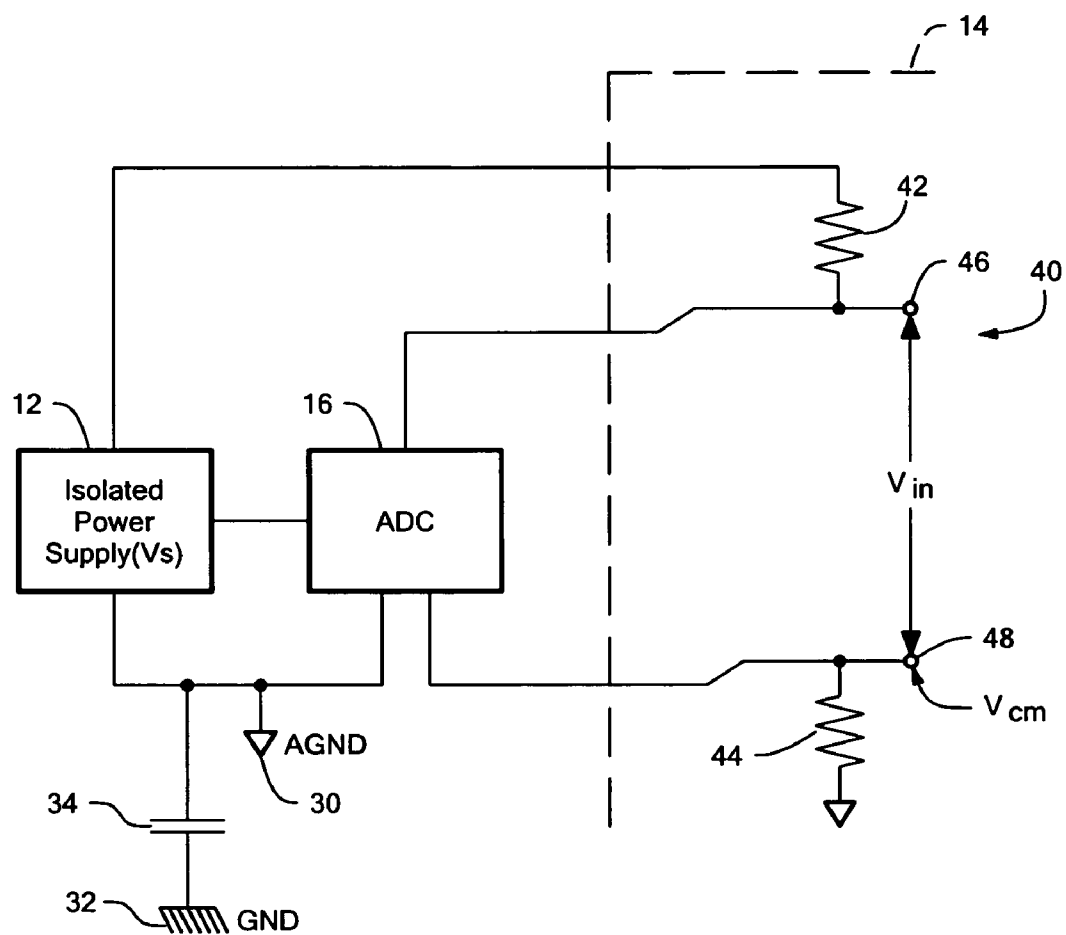 14
42
46
40
12
16
Isolated
Power
Supply(Vs)
ADC
V in
48
V cm
44
AGND
30
34
32
GND